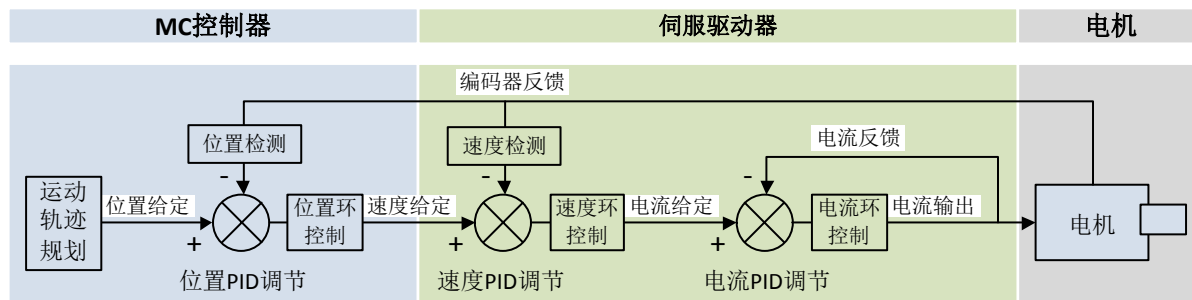 MC控制器
伺服驱动器
电机
编码器反馈
位置检测
速度检测
电流反馈
-
-
-
运动
轨迹
规划
位置给定
+
位置环
控制
速度给定
+
速度环
控制
电流给定
+
电流环
控制
电流输出
电机
位置PID调节
速度PID调节
电流PID调节